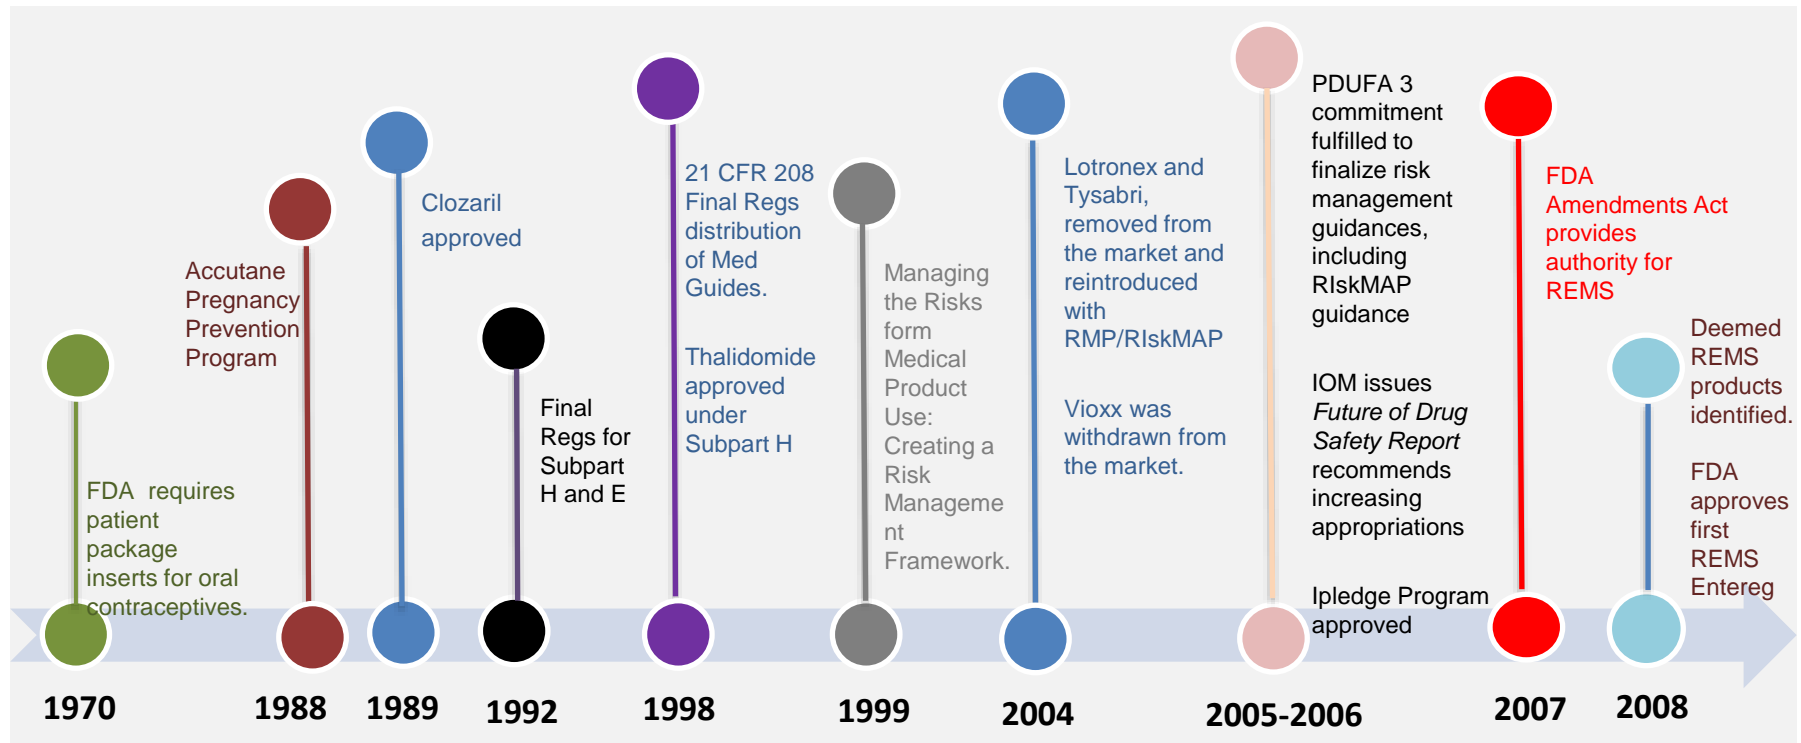 FDA requires
patient
package
inserts for oral
contraceptives.
1970
Accutane
Pregnancy
Prevention
Program
1988
Clozaril
approved
1989
Final
Regs for
Subpart
H and E
1992
21 CFR 208
Final Regs
distribution
of Med
Guides.
Thalidomide
approved
under
Subpart H
1998
Managing
the Risks
form
Medical
Product
Use:
Creating a
Risk
Manageme
nt
Framework.
1999
Lotronex and
Tysabri,
removed from
the market and
reintroduced
with
RMP/RIskMAP
Vioxx was
withdrawn from
the market.
2004
PDUFA 3
commitment
fulfilled to
finalize risk
management
guidances,
including
RIskMAP
guidance
IOM issues
Future of Drug
Safety Report
recommends
increasing
appropriations
Ipledge Program
approved
2005-2006
FDA
Amendments Act
provides
authority for
REMS
2007
Deemed
REMS
products
identified.
FDA
approves
first
REMS
Entereg
2008